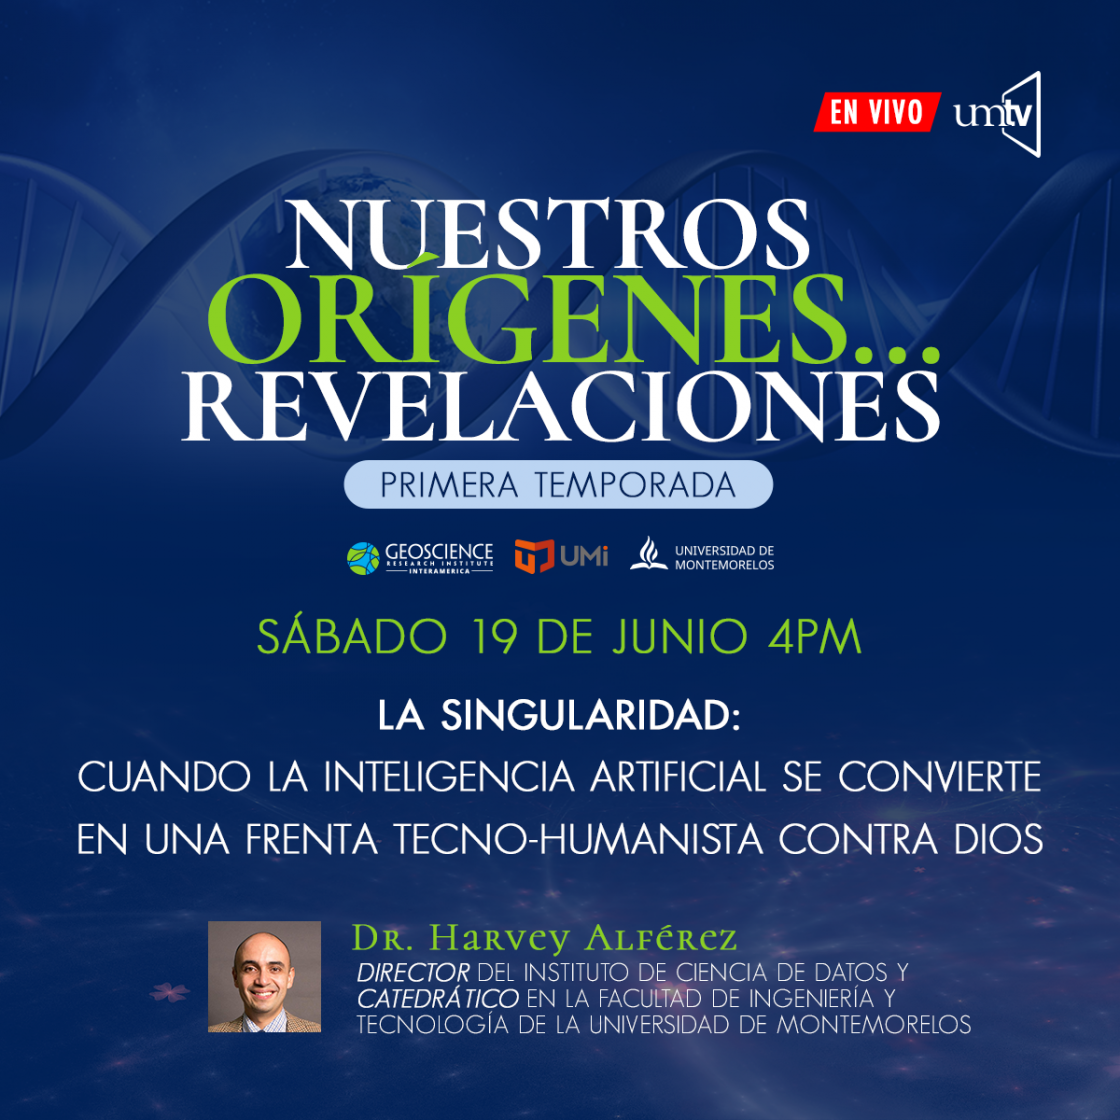 EN VIVO
umtv
NUESTROS
ORÍGENES...
REVELACIONES
PRIMERA TEMPORADA
GEOSCIENCE
RESEARCH INSTITUTE
INTERAMERICA
UMi
UNIVERSIDAD DE
MONTEMORELOS
SÁBADO 19 DE JUNIO 4PM
LA SINGULARIDAD:
CUANDO LA INTELIGENCIA ARTIFICIAL SE CONVIERTE
EN UNA FRENTA TECNO-HUMANISTA CONTRA DIOS
Dr. Harvey Alférez
DIRECTOR DEL INSTITUTO DE CIENCIA DE DATOS Y
CATEDRÁTICO EN LA FACULTAD DE INGENIERÍA Y
TECNOLOGÍA DE LA UNIVERSIDAD DE MONTEMORELOS